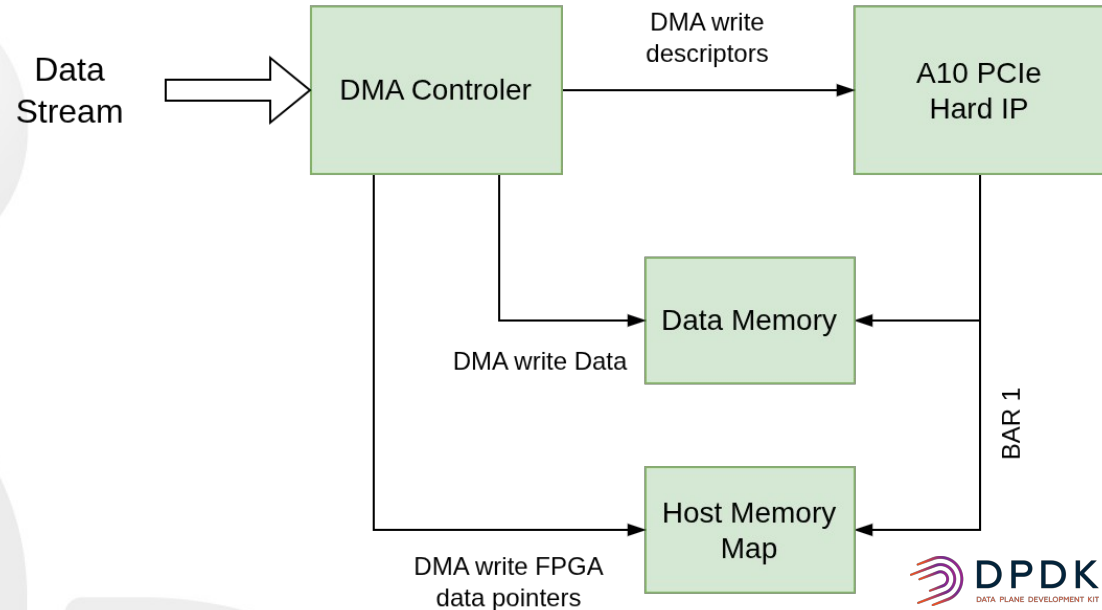 Data
Stream
DMA Controler
DMA write
descriptors
A10 PCIe
Hard IP
Data Memory
DMA write Data
BAR 1
Host Memory
Map
DMA write FPGA
data pointers
DPDK
DATA PLANE DEVELOPMENT KIT